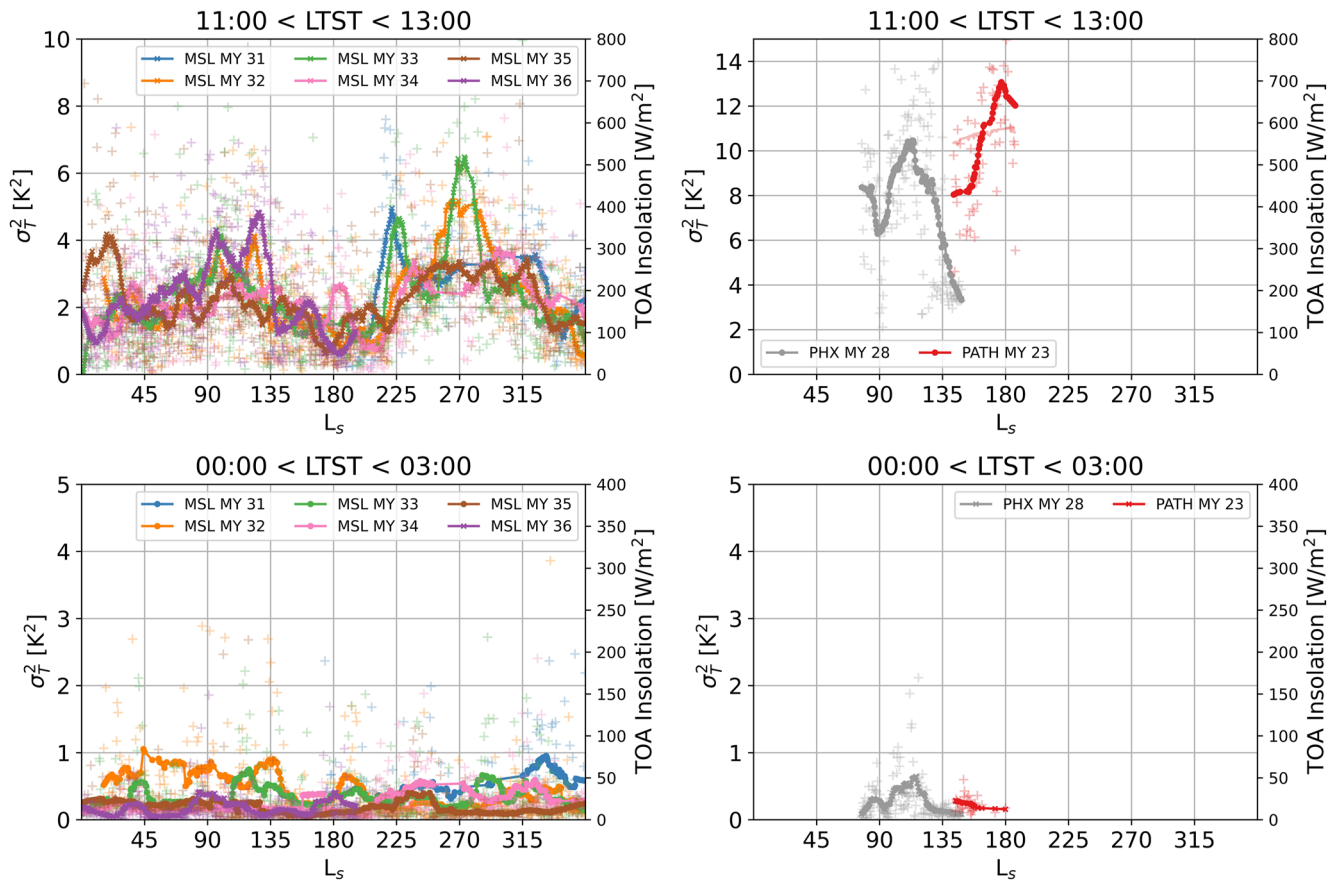 11:00 < LTST < 13:00
10
8
6
4
2
0
σ²_T [K²]
MSL MY 31
MSL MY 33
MSL MY 35
MSL MY 32
MSL MY 34
MSL MY 36
800
700
600
500
400
300
200
100
0
TOA Insolation [W/m²]
45 90 135 180 225 270 315
Lₛ
11:00 < LTST < 13:00
14
12
10
8
6
4
2
0
σ²_T [K²]
PHX MY 28
PATH MY 23
800
700
600
500
400
300
200
100
0
TOA Insolation [W/m²]
45 90 135 180 225 270 315
Lₛ
00:00 < LTST < 03:00
5
4
3
2
1
0
σ²_T [K²]
MSL MY 31
MSL MY 33
MSL MY 35
MSL MY 32
MSL MY 34
MSL MY 36
400
350
300
250
200
150
100
50
0
TOA Insolation [W/m²]
45 90 135 180 225 270 315
Lₛ
00:00 < LTST < 03:00
5
4
3
2
1
0
σ²_T [K²]
PHX MY 28
PATH MY 23
400
350
300
250
200
150
100
50
0
TOA Insolation [W/m²]
45 90 135 180 225 270 315
Lₛ